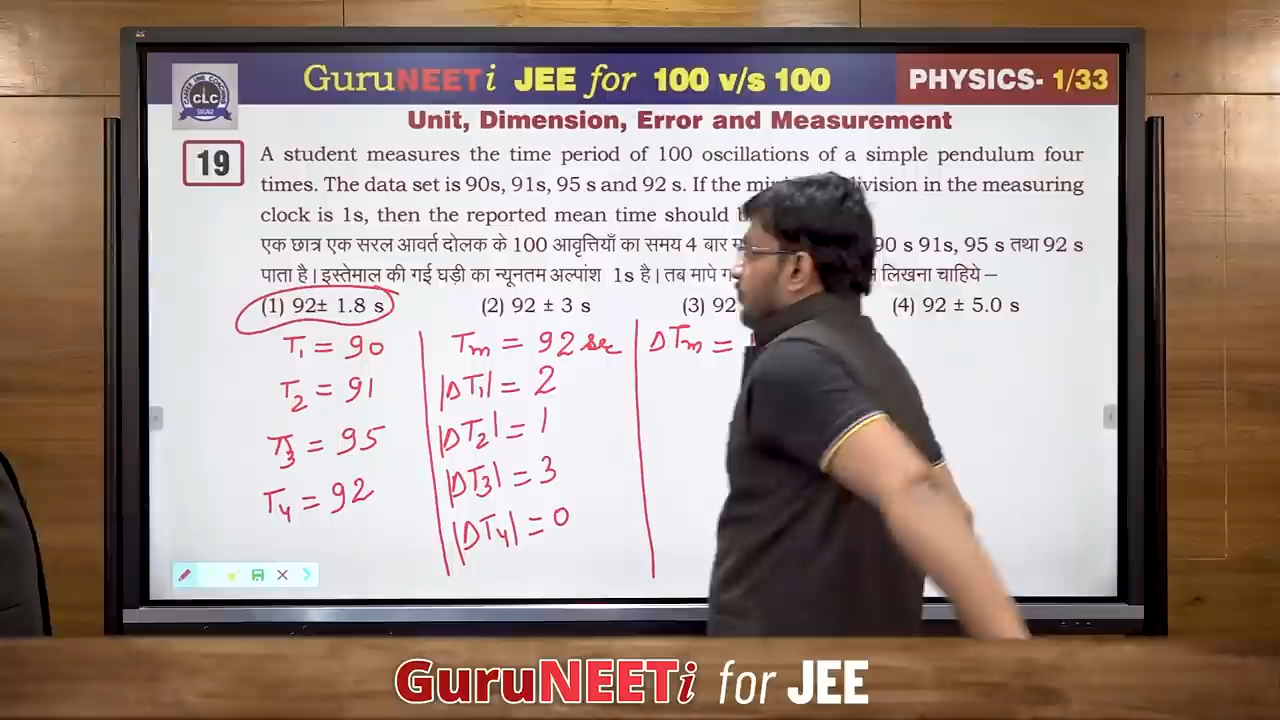 GuruNEETi JEE for 100 v/s 100
PHYSICS- 1/33
CLC
Unit, Dimension, Error and Measurement
19
A student measures the time period of 100 oscillations of a simple pendulum four
times. The data set is 90s, 91s, 95 s and 92 s. If the division in the measuring
clock is 1s, then the reported mean time should
एक छात्र एक सरल आवर्त दोलक के 100 आवृत्तियों का समय 4 बार 90 s 91s, 95 s तथा 92 s
पाता है। इस्तेमाल की गई घड़ी का न्यूनतम अल्पांश 1s है। तब मापे लिखना चाहिये –
(1) 92± 1.8 s (2) 92 ± 3 s (3) 92 (4) 92 ± 5.0 s
T1 = 90
T2 = 91
T3 = 95
T4 = 92
Tm = 92 sec
|ΔT1| = 2
|ΔT2| = 1
|ΔT3| = 3
|ΔT4| = 0
ΔTm =
GuruNEETi for JEE